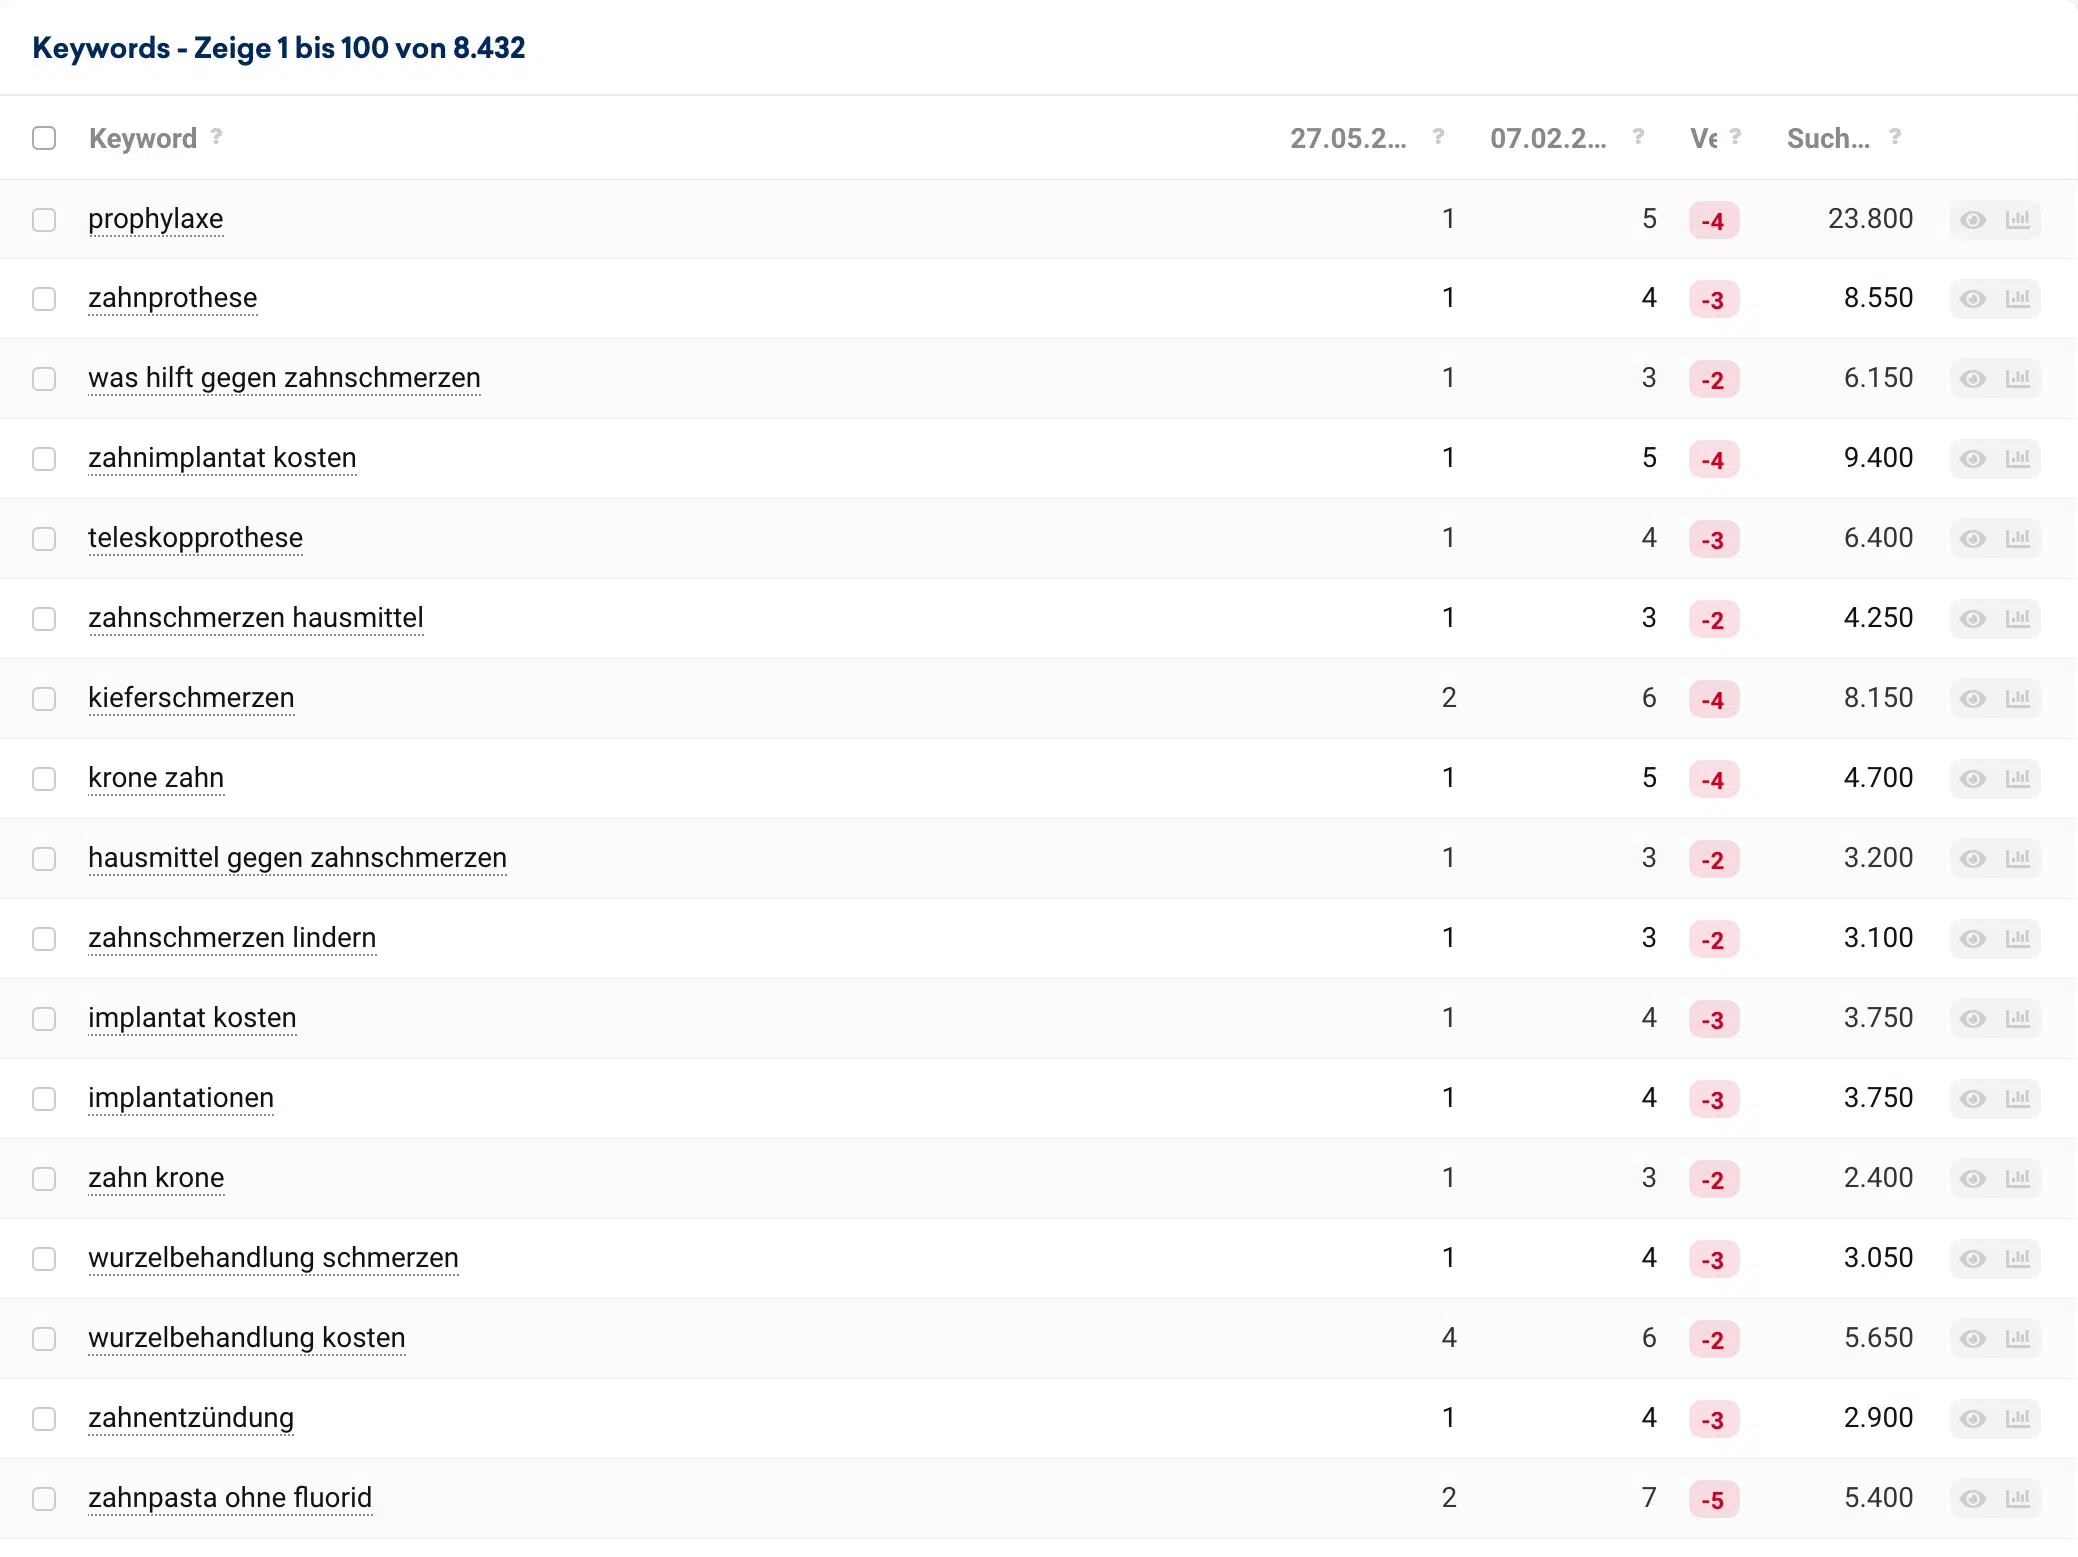 Keywords - Zeige 1 bis 100 von 8.432
Keyword ? 27.05.2... ? 07.02.2... ? Ve ? Such... ?
prophylaxe 1 5 -4 23.800
zahnprothese 1 4 -3 8.550
was hilft gegen zahnschmerzen 1 3 -2 6.150
zahnimplantat kosten 1 5 -4 9.400
teleskopprothese 1 4 -3 6.400
zahnschmerzen hausmittel 1 3 -2 4.250
kieferschmerzen 2 6 -4 8.150
krone zahn 1 5 -4 4.700
hausmittel gegen zahnschmerzen 1 3 -2 3.200
zahnschmerzen lindern 1 3 -2 3.100
implantat kosten 1 4 -3 3.750
implantationen 1 4 -3 3.750
zahn krone 1 3 -2 2.400
wurzelbehandlung schmerzen 1 4 -3 3.050
wurzelbehandlung kosten 4 6 -2 5.650
zahnentzündung 1 4 -3 2.900
zahnpasta ohne fluorid 2 7 -5 5.400